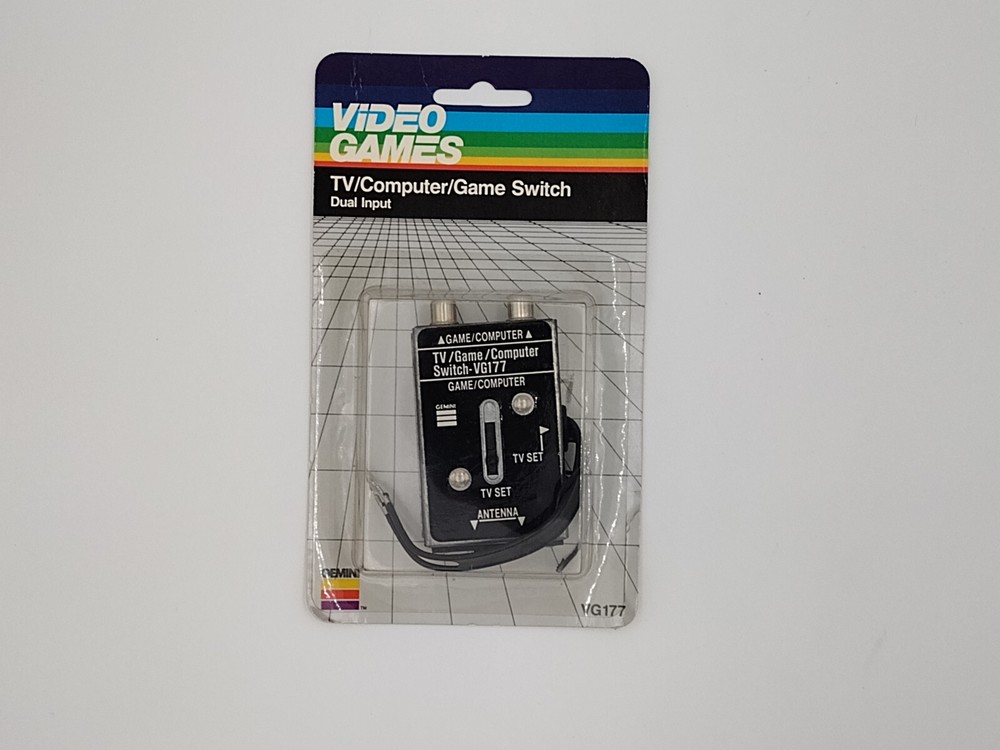 ViDEO
GAMES
TV/Computer/Game Switch
Dual Input
▲GAME/COMPUTER▲
TV/Game/Computer
Switch-VG177
GAME/COMPUTER
GEMINI
TV SET
TV SET
ANTENNA
GEMINI
TM
VG177